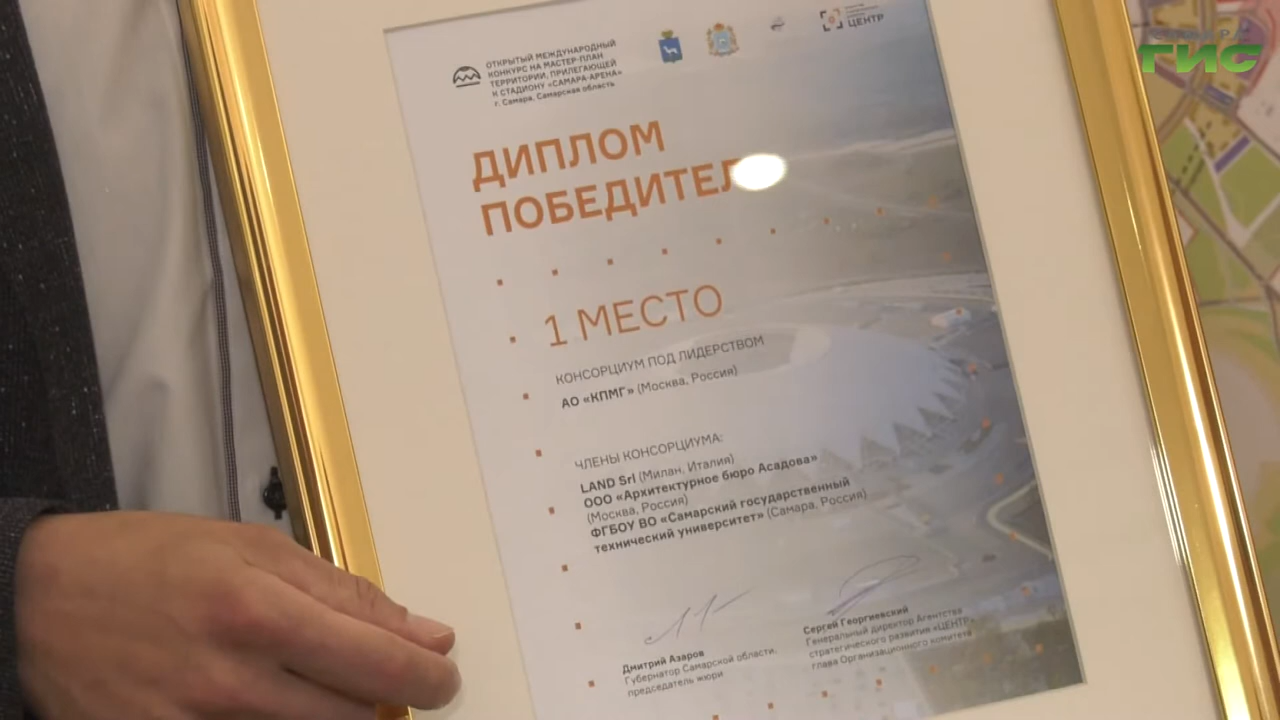 ОТКРЫТЫЙ МЕЖДУНАРОДНЫЙ
КОНКУРС НА МАСТЕР-ПЛАН
ТЕРРИТОРИИ, ПРИЛЕГАЮЩЕЙ
К СТАДИОНУ «САМАРА-АРЕНА»
г. Самара, Самарская область
ЦЕНТР
САМАРА
ГИС
ДИПЛОМ
ПОБЕДИТЕЛ
1 МЕСТО
КОНСОРЦИУМ ПОД ЛИДЕРСТВОМ
АО «КПМГ» (Москва, Россия)
ЧЛЕНЫ КОНСОРЦИУМА:
LAND Srl (Милан, Италия)
ООО «Архитектурное бюро Асадова»
(Москва, Россия)
ФГБОУ ВО «Самарский государственный
технический университет» (Самара, Россия)
Дмитрий Азаров
Губернатор Самарской области,
председатель жюри
Сергей Георгиевский
Генеральный директор Агентства
стратегического развития «ЦЕНТР»,
глава Организационного комитета